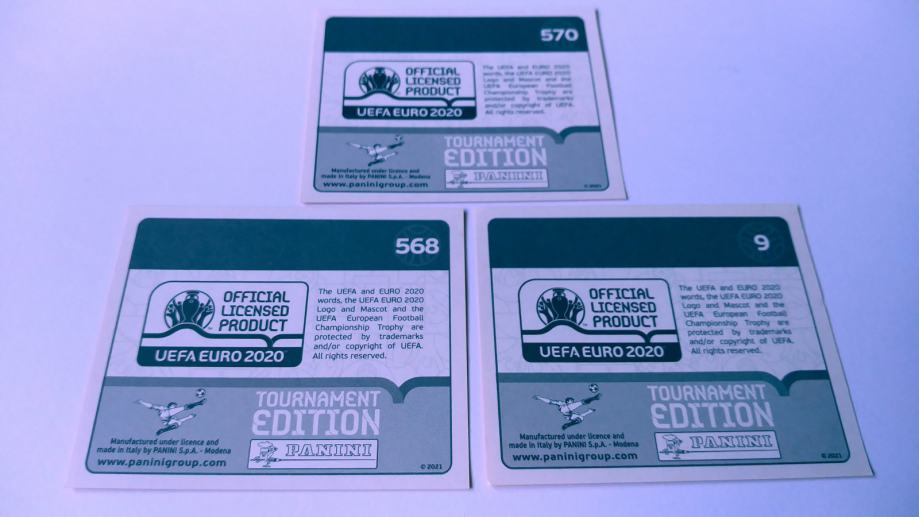 570
OFFICIAL
LICENSED
PRODUCT
UEFA EURO 2020
The UEFA and EURO 2020
words, the UEFA EURO 2020
Logo and Mascot and the
UEFA European Football
Championship Trophy are
protected by trademarks
and/or copyright of UEFA.
All rights reserved.
TOURNAMENT
EDITION
Manufactured under licence and
made in Italy by PANINI S.p.A. - Modena
www.paninigroup.com
PANINI
© 2021
568
OFFICIAL
LICENSED
PRODUCT
UEFA EURO 2020
The UEFA and EURO 2020
words, the UEFA EURO 2020
Logo and Mascot and the
UEFA European Football
Championship Trophy are
protected by trademarks
and/or copyright of UEFA.
All rights reserved.
TOURNAMENT
EDITION
Manufactured under licence and
made in Italy by PANINI S.p.A. - Modena
www.paninigroup.com
PANINI
© 2021
9
OFFICIAL
LICENSED
PRODUCT
UEFA EURO 2020
The UEFA and EURO 2020
words, the UEFA EURO 2020
Logo and Mascot and the
UEFA European Football
Championship Trophy are
protected by trademarks
and/or copyright of UEFA.
All rights reserved.
TOURNAMENT
EDITION
Manufactured under licence and
made in Italy by PANINI S.p.A. - Modena
www.paninigroup.com
PANINI
© 2021